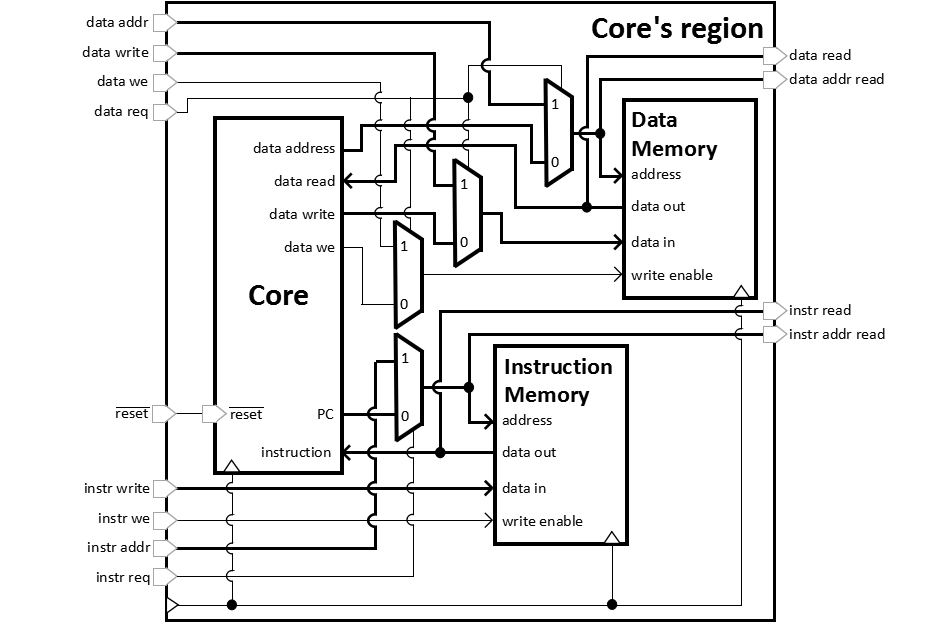 Core's region
data addr
data write
data we
data req
data read
data addr read
data address
data read
data write
data we
Core
reset
reset
PC
instruction
1
0
1
0
1
0
1
0
Data
Memory
address
data out
data in
write enable
instr read
instr addr read
Instruction
Memory
address
data out
data in
write enable
instr write
instr we
instr addr
instr req